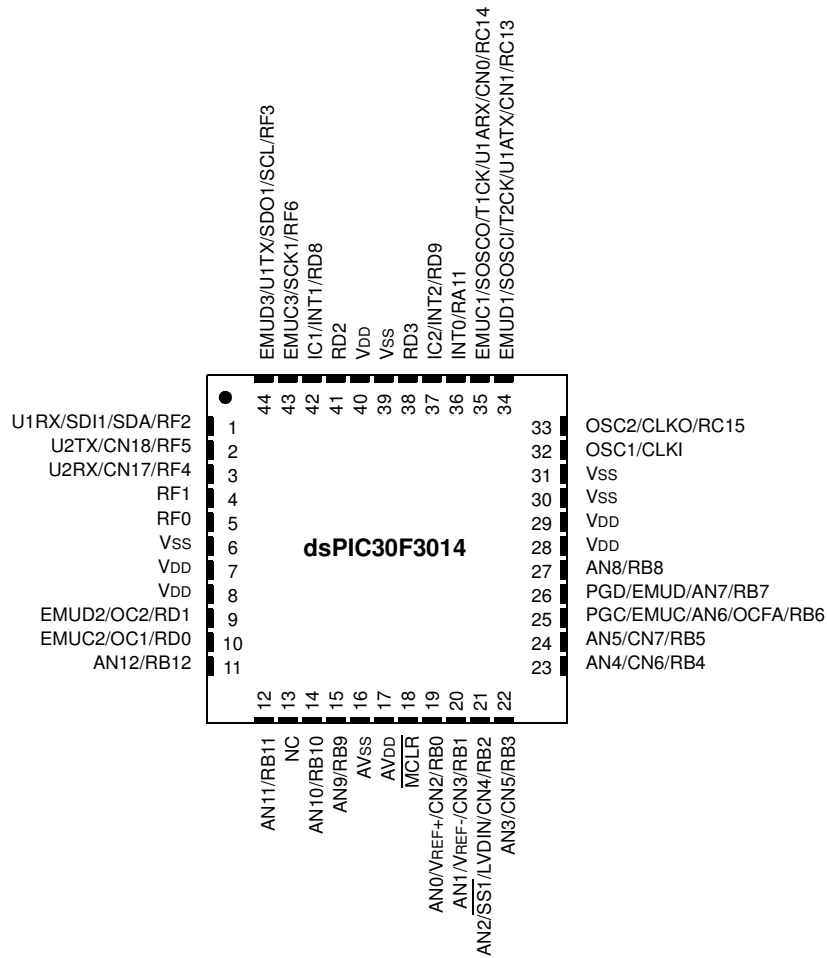 EMUD3/U1TX/SDO1/SCL/RF3
EMUC3/SCK1/RF6
IC1/INT1/RD8
RD2
VDD
VSS
RD3
IC2/INT2/RD9
INT0/RA11
EMUC1/SOSCO/T1CK/U1ARX/CN0/RC14
EMUD1/SOSCI/T2CK/U1ATX/CN1/RC13
44
43
42
41
40
39
38
37
36
35
34
U1RX/SDI1/SDA/RF2 1
U2TX/CN18/RF5 2
U2RX/CN17/RF4 3
RF1 4
RF0 5
VSS 6
VDD 7
VDD 8
EMUD2/OC2/RD1 9
EMUC2/OC1/RD0 10
AN12/RB12 11
dsPIC30F3014
33 OSC2/CLKO/RC15
32 OSC1/CLKI
31 VSS
30 VSS
29 VDD
28 VDD
27 AN8/RB8
26 PGD/EMUD/AN7/RB7
25 PGC/EMUC/AN6/OCFA/RB6
24 AN5/CN7/RB5
23 AN4/CN6/RB4
12
13
14
15
16
17
18
19
20
21
22
AN11/RB11
NC
AN10/RB10
AN9/RB9
AVSS
AVDD
MCLR
AN0/VREF+/CN2/RB0
AN1/VREF-/CN3/RB1
AN2/SS1/LVDIN/CN4/RB2
AN3/CN5/RB3